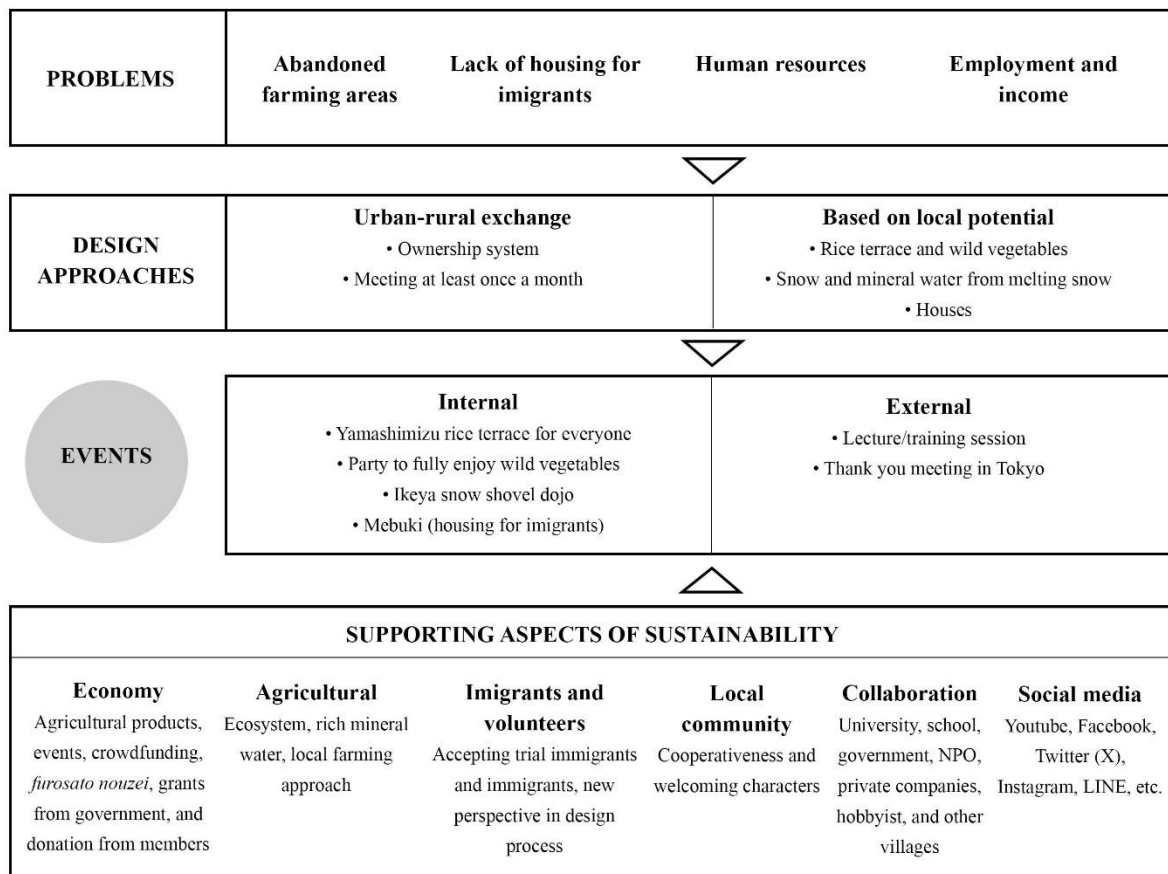 PROBLEMS
Abandoned
farming areas
Lack of housing for
imigrants
Human resources
Employment and
income
DESIGN
APPROACHES
Urban-rural exchange
• Ownership system
• Meeting at least once a month
Based on local potential
• Rice terrace and wild vegetables
• Snow and mineral water from melting snow
• Houses
EVENTS
Internal
• Yamashimizu rice terrace for everyone
• Party to fully enjoy wild vegetables
• Ikeya snow shovel dojo
• Mebuki (housing for imigrants)
External
• Lecture/training session
• Thank you meeting in Tokyo
SUPPORTING ASPECTS OF SUSTAINABILITY
Economy
Agricultural products,
events, crowdfunding,
furosato nouzei, grants
from government, and
donation from members
Agricultural
Ecosystem, rich mineral
water, local farming
approach
Imigrants and
volunteers
Accepting trial immigrants
and immigrants, new
perspective in design
process
Local
community
Cooperativeness and
welcoming characters
Collaboration
University, school,
government, NPO,
private companies,
hobbyist, and other
villages
Social media
Youtube, Facebook,
Twitter (X),
Instagram, LINE, etc.